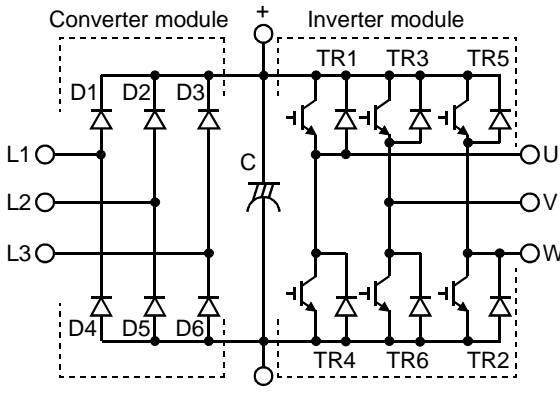 Converter module
+
Inverter module
D1
D2
D3
TR1
TR3
TR5
L1
C
U
L2
V
L3
W
D4
D5
D6
TR4
TR6
TR2